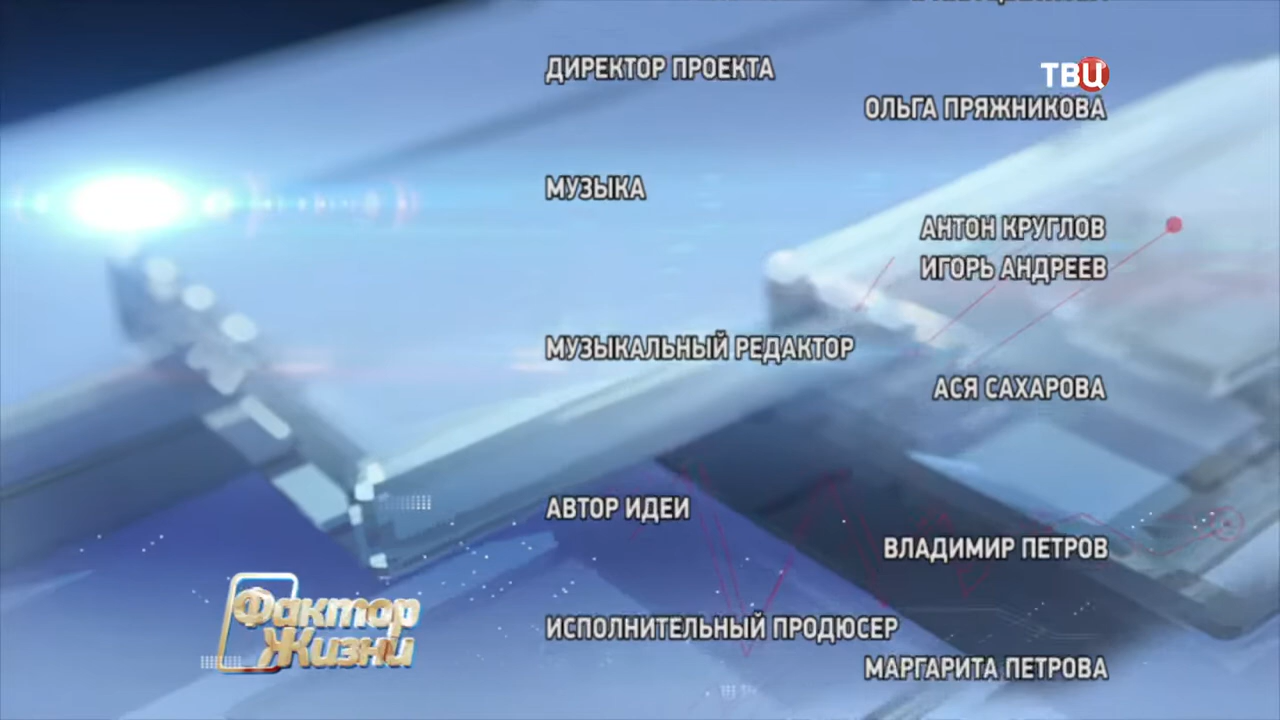 ДИРЕКТОР ПРОЕКТА
ТВЦ
ОЛЬГА ПРЯЖНИКОВА
МУЗЫКА
АНТОН КРУГЛОВ
ИГОРЬ АНДРЕЕВ
МУЗЫКАЛЬНЫЙ РЕДАКТОР
АСЯ САХАРОВА
АВТОР ИДЕИ
ВЛАДИМИР ПЕТРОВ
Фактор
Жизни
ИСПОЛНИТЕЛЬНЫЙ ПРОДЮСЕР
МАРГАРИТА ПЕТРОВА